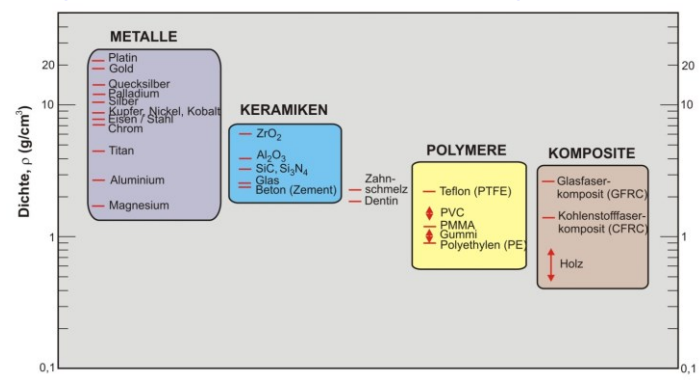 METALLE
Platin
Gold
Quecksilber
Palladium
Silber
Kupfer, Nickel, Kobalt
Eisen / Stahl
Chrom
Titan
Aluminium
Magnesium
KERAMIKEN
ZrO₂
Al₂O₃
SiC, Si₃N₄
Glas
Beton (Zement)
Zahn-
schmelz
Dentin
POLYMERE
Teflon (PTFE)
PVC
PMMA
Gummi
Polyethylen (PE)
KOMPOSITE
Glasfaser-
komposit (GFRC)
Kohlenstofffaser-
komposit (CFRC)
Holz
Dichte, ρ (g/cm³)
20
10
1
0,1
20
10
1
0,1